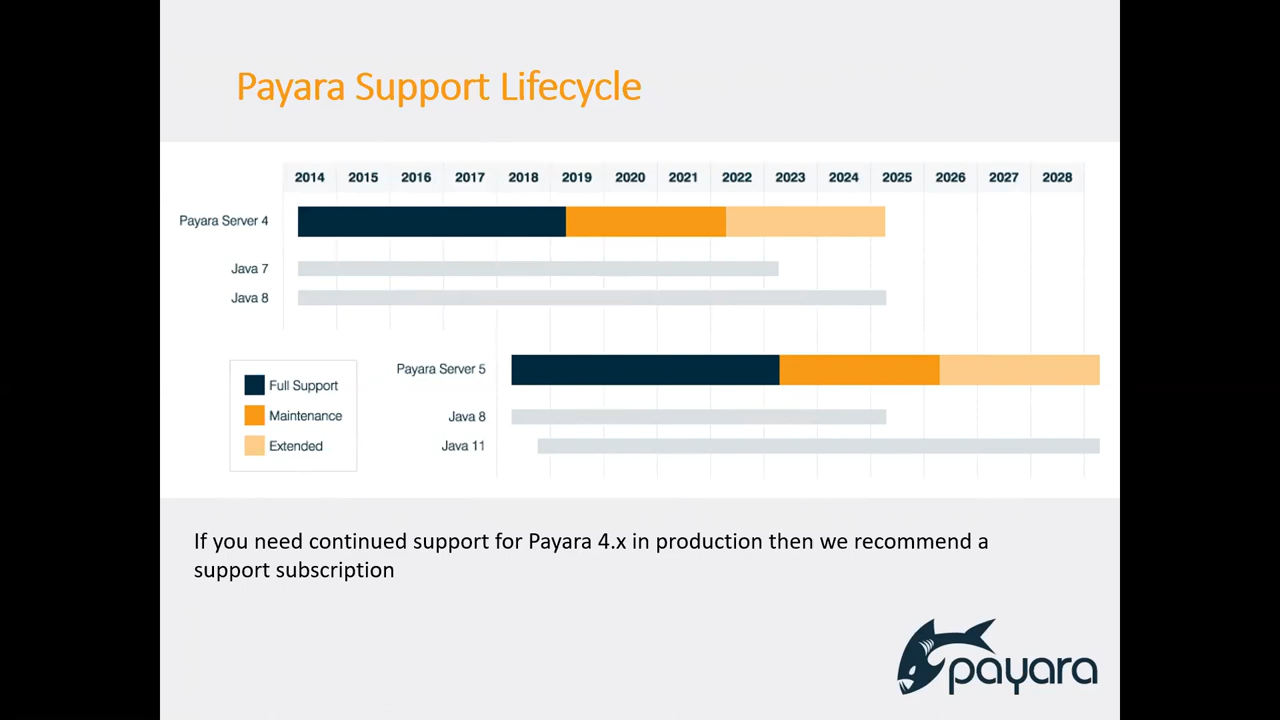 Payara Support Lifecycle
2014 2015 2016 2017 2018 2019 2020 2021 2022 2023 2024 2025 2026 2027 2028
Payara Server 4
Java 7
Java 8
Payara Server 5
Java 8
Java 11
Full Support
Maintenance
Extended
If you need continued support for Payara 4.x in production then we recommend a
support subscription
payara